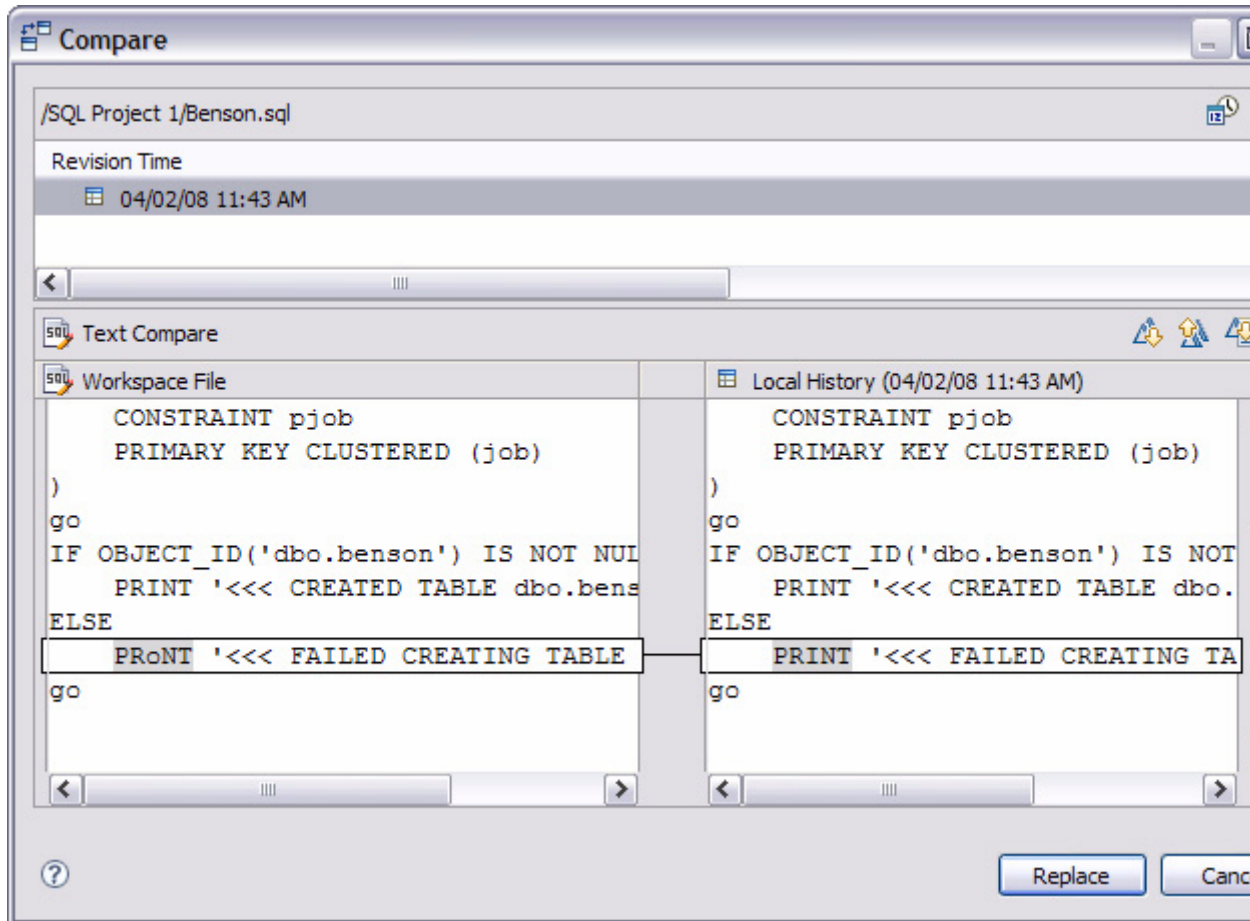 Compare
/SQL Project 1/Benson.sql
Revision Time
04/02/08 11:43 AM
Text Compare
Workspace File
    CONSTRAINT pjob
    PRIMARY KEY CLUSTERED (job)
)
go
IF OBJECT_ID('dbo.benson') IS NOT NUL
    PRINT '<<< CREATED TABLE dbo.bens
ELSE
    PRoNT '<<< FAILED CREATING TABLE
go
Local History (04/02/08 11:43 AM)
    CONSTRAINT pjob
    PRIMARY KEY CLUSTERED (job)
)
go
IF OBJECT_ID('dbo.benson') IS NOT
    PRINT '<<< CREATED TABLE dbo.
ELSE
    PRINT '<<< FAILED CREATING TA
go
Replace
Canc